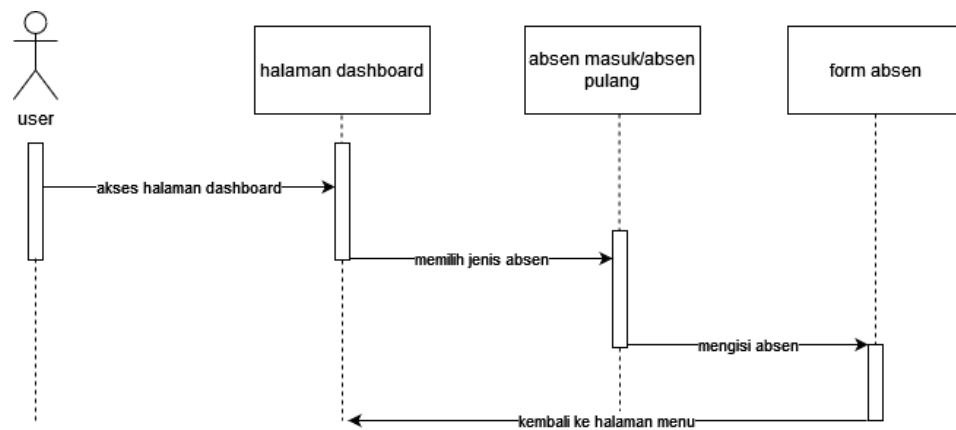 user
halaman dashboard
absen masuk/absen
pulang
form absen
akses halaman dashboard
memilih jenis absen
mengisi absen
kembali ke halaman menu